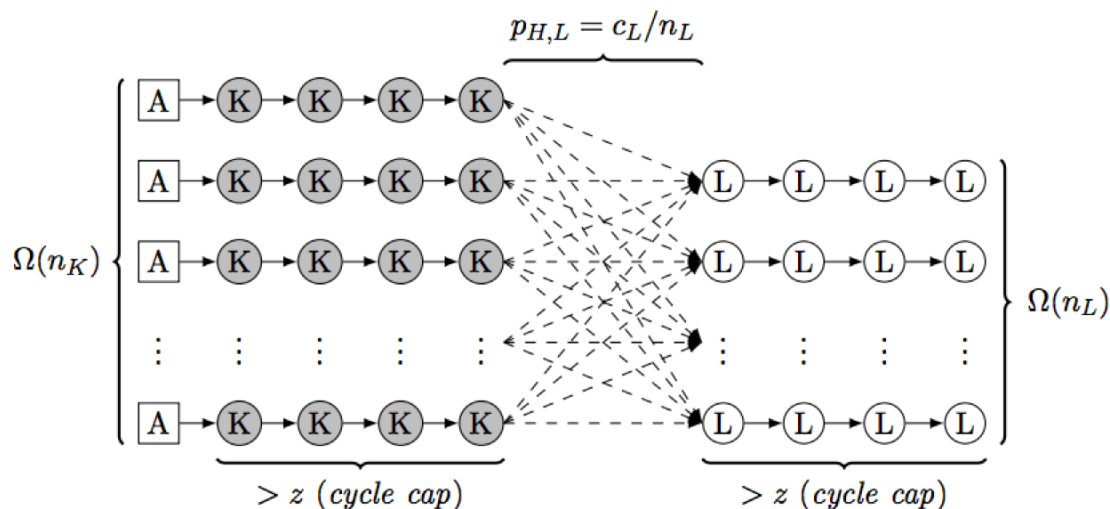 p_{H,L} = c_L/n_L
A K K K K
A K K K K L L L L
Ω(n_K) A K K K K L L L L Ω(n_L)
⋮ ⋮ ⋮ ⋮ ⋮ ⋮ ⋮ ⋮ ⋮
A K K K K L L L L
> z (cycle cap) > z (cycle cap)